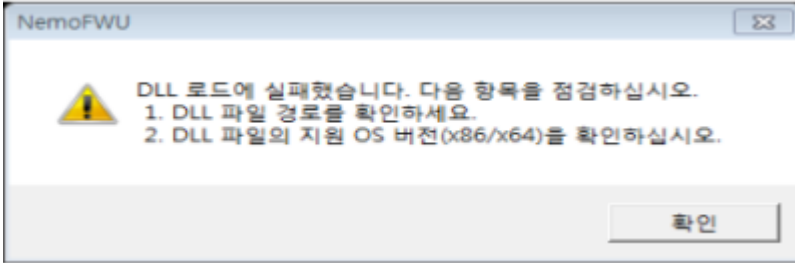 NemoFWU
DLL 로드에 실패했습니다. 다음 항목을 점검하십시오.
1. DLL 파일 경로를 확인하세요.
2. DLL 파일의 지원 OS 버전(x86/x64)을 확인하십시오.
확인